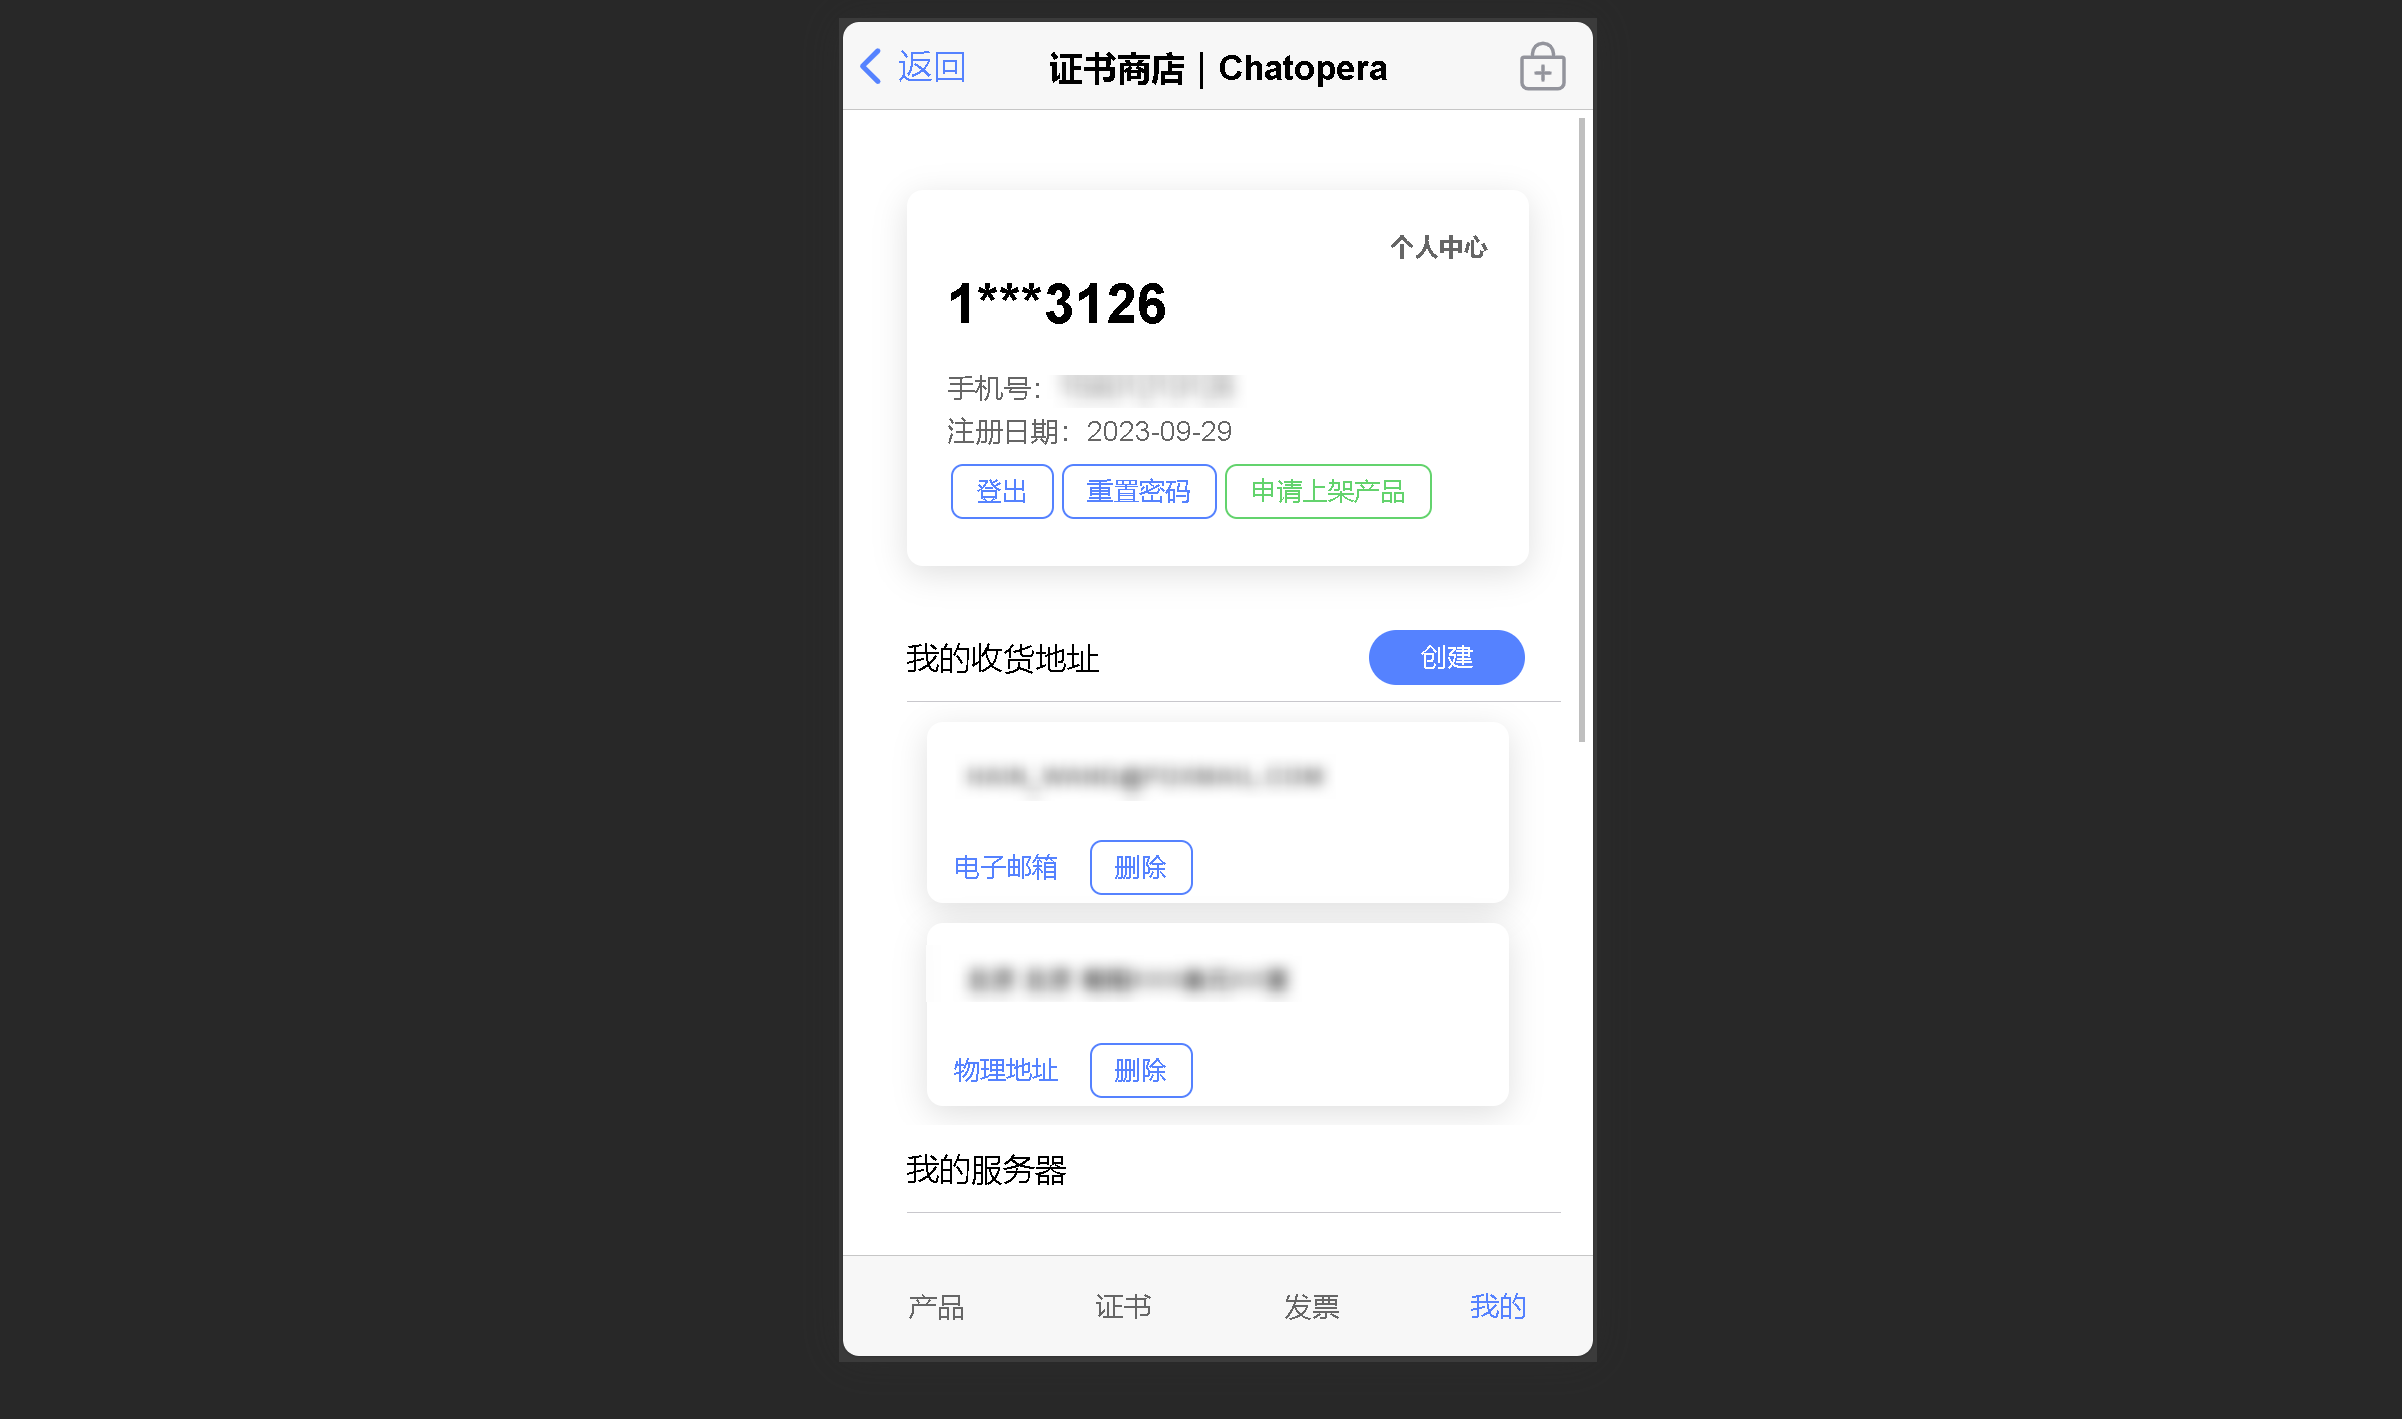 返回
证书商店｜Chatopera
个人中心
1***3126
手机号：
注册日期：2023-09-29
登出 重置密码 申请上架产品
我的收货地址 创建
电子邮箱 删除
物理地址 删除
我的服务器
产品 证书 发票 我的